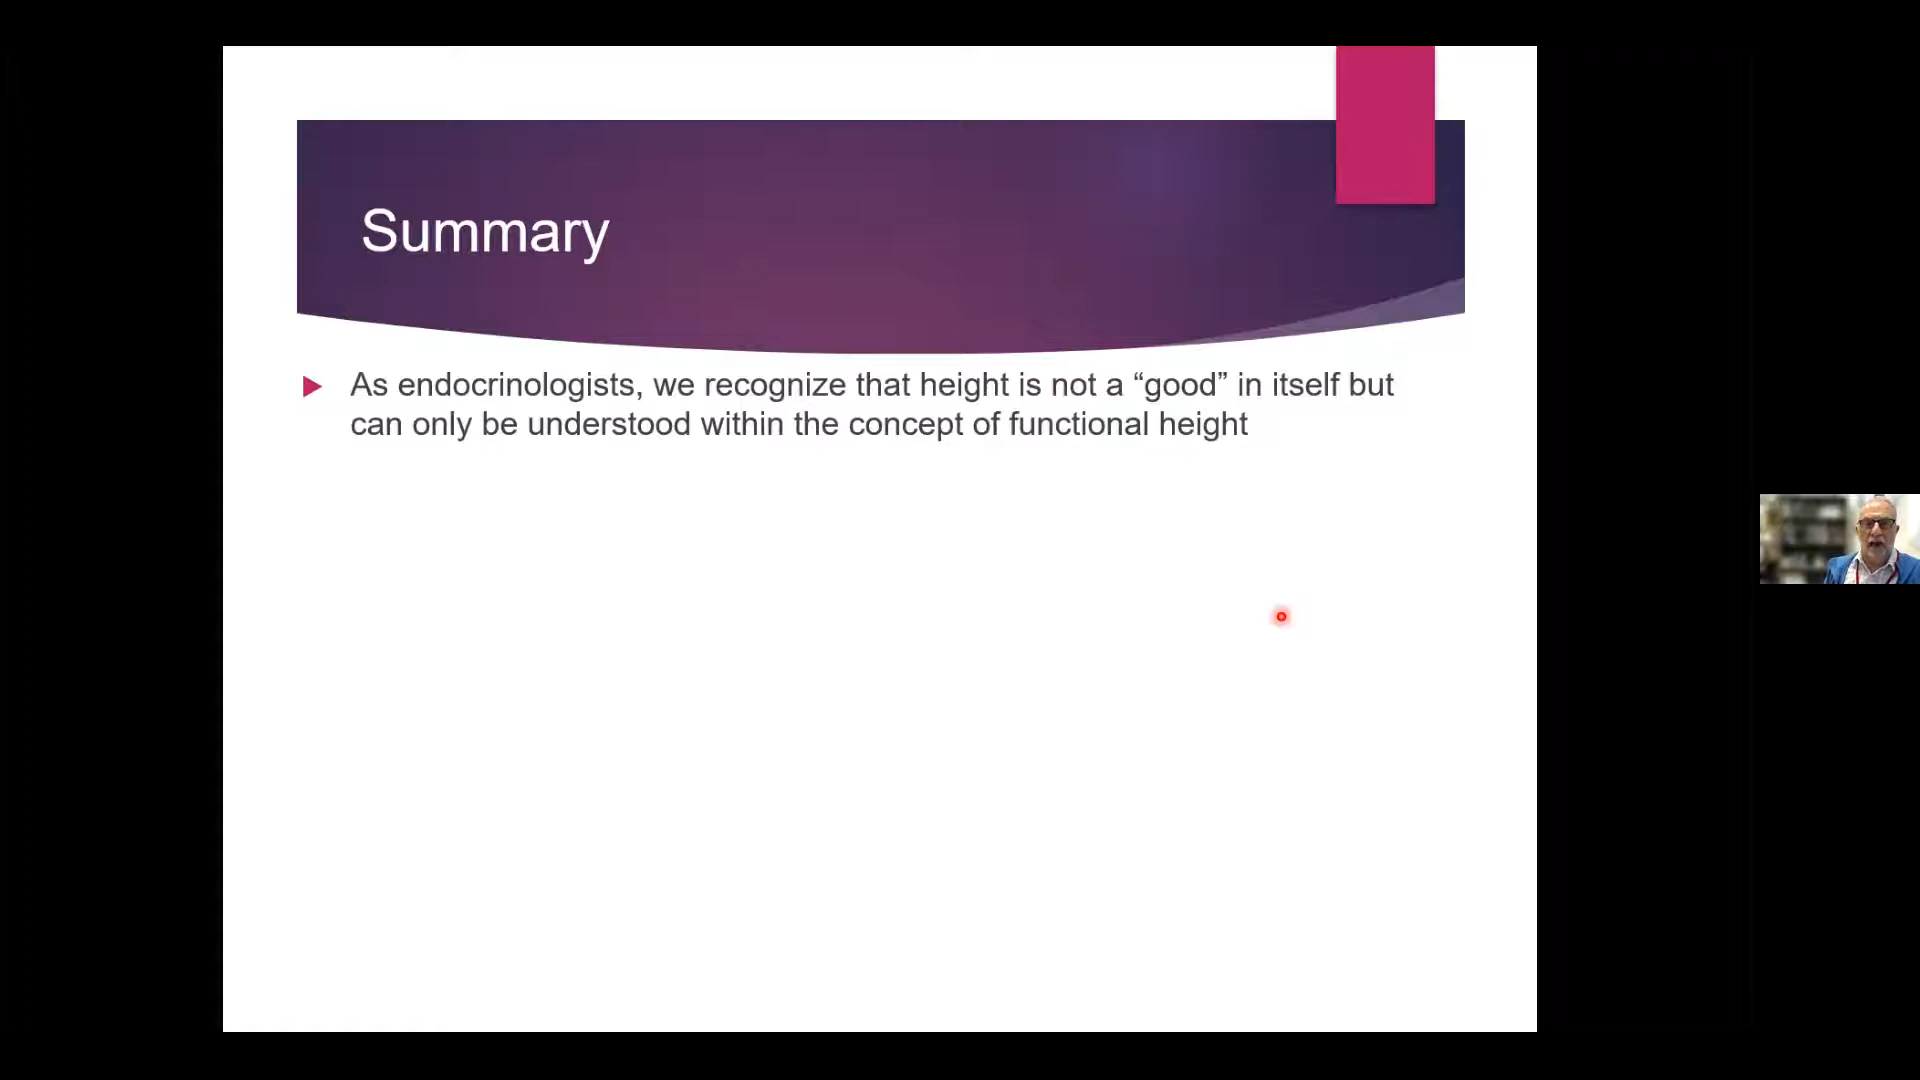 Summary
As endocrinologists, we recognize that height is not a “good” in itself but
can only be understood within the concept of functional height